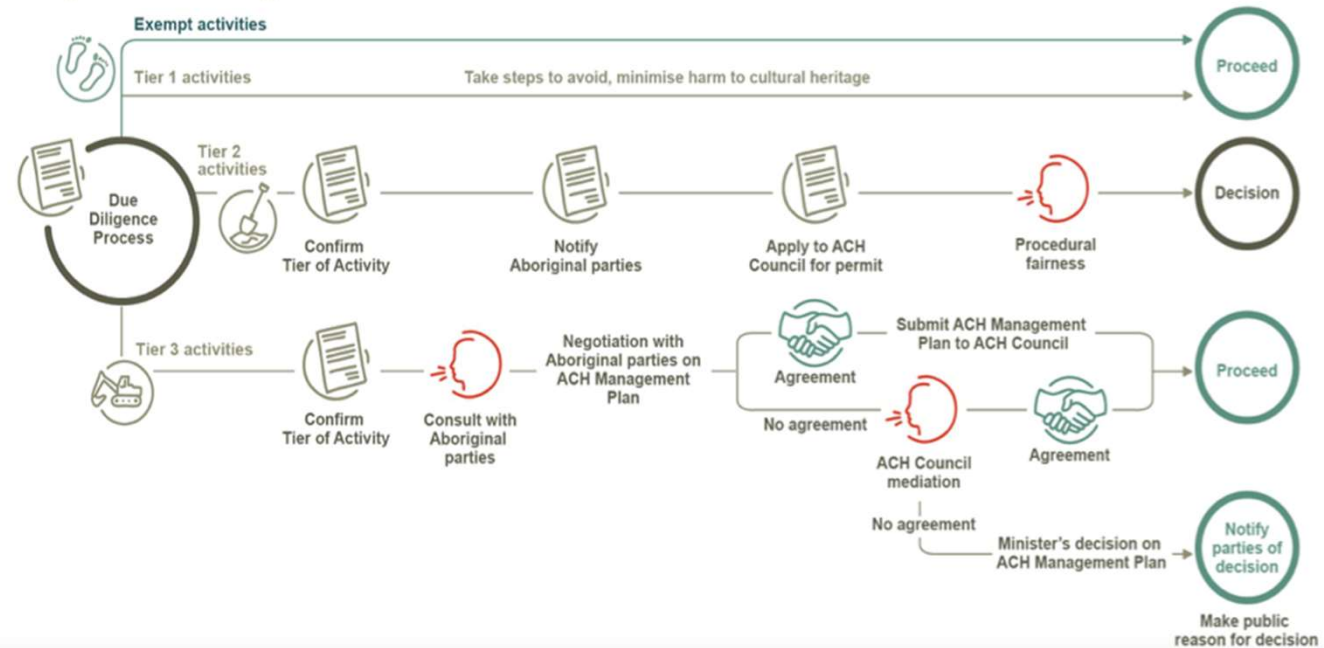 Exempt activities
Tier 1 activities
Take steps to avoid, minimise harm to cultural heritage
Proceed
Due
Diligence
Process
Tier 2
activities
Confirm
Tier of Activity
Notify
Aboriginal parties
Apply to ACH
Council for permit
Procedural
fairness
Decision
Tier 3 activities
Confirm
Tier of Activity
Consult with
Aboriginal
parties
Negotiation with
Aboriginal parties on
ACH Management
Plan
Agreement
Submit ACH Management
Plan to ACH Council
No agreement
ACH Council
mediation
Agreement
Proceed
No agreement
Minister's decision on
ACH Management Plan
Notify
parties of
decision
Make public
reason for decision